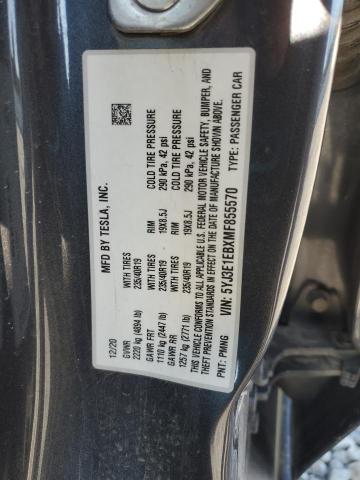 MFD BY TESLA, INC.
12/20
GVWR
2220 kg (4894 lb)
GAWR FRT WITH TIRES RIM COLD TIRE PRESSURE
1110 kg (2447 lb) 235/40R19 19X8.5J 290 kPa, 42 psi
GAWR RR WITH TIRES RIM COLD TIRE PRESSURE
1257 kg (2771 lb) 235/40R19 19X8.5J 290 kPa, 42 psi
THIS VEHICLE CONFORMS TO ALL APPLICABLE U.S. FEDERAL MOTOR VEHICLE SAFETY, BUMPER, AND
THEFT PREVENTION STANDARDS IN EFFECT ON THE DATE OF MANUFACTURE SHOWN ABOVE.
VIN: 5YJ3E1EBXMF855570
PNT: PMNG TYPE: PASSENGER CAR